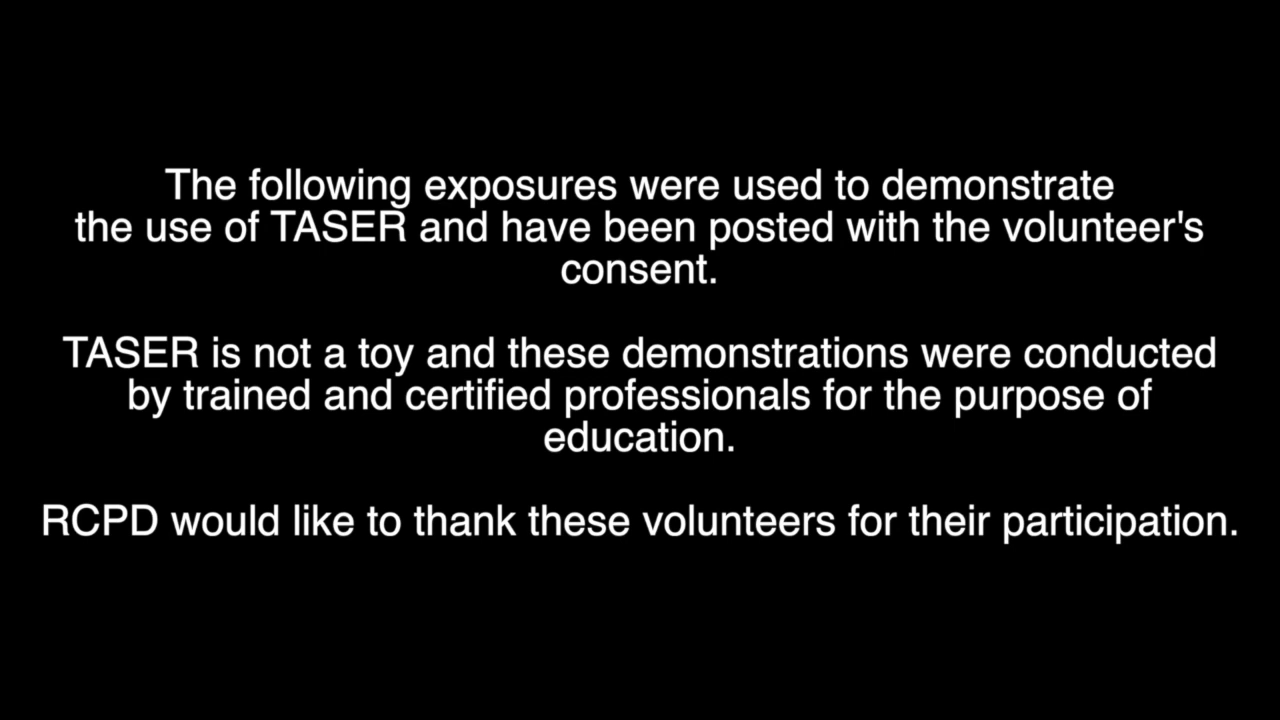 The following exposures were used to demonstrate
the use of TASER and have been posted with the volunteer's
consent.
TASER is not a toy and these demonstrations were conducted
by trained and certified professionals for the purpose of
education.
RCPD would like to thank these volunteers for their participation.